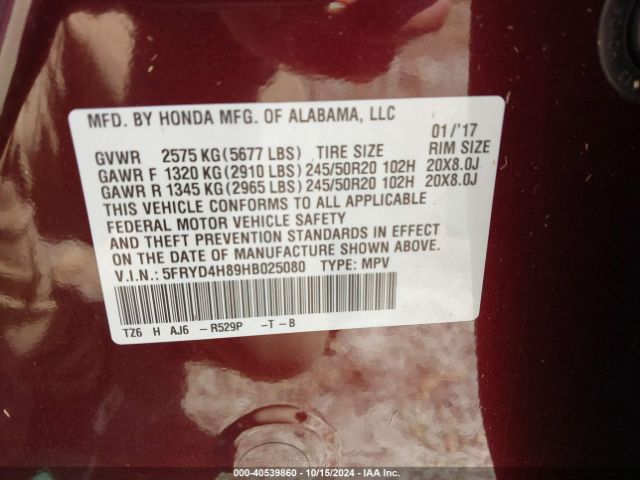 MFD. BY HONDA MFG. OF ALABAMA, LLC
01/'17
GVWR 2575 KG (5677 LBS) TIRE SIZE RIM SIZE
GAWR F 1320 KG (2910 LBS) 245/50R20 102H 20X8.0J
GAWR R 1345 KG (2965 LBS) 245/50R20 102H 20X8.0J
THIS VEHICLE CONFORMS TO ALL APPLICABLE
FEDERAL MOTOR VEHICLE SAFETY
AND THEFT PREVENTION STANDARDS IN EFFECT
ON THE DATE OF MANUFACTURE SHOWN ABOVE.
V.I.N.: 5FRYD4H89HB025080 TYPE: MPV
TZ6 H AJ6 - R529P - T - B
000-40539860 - 10/15/2024 - IAA Inc.